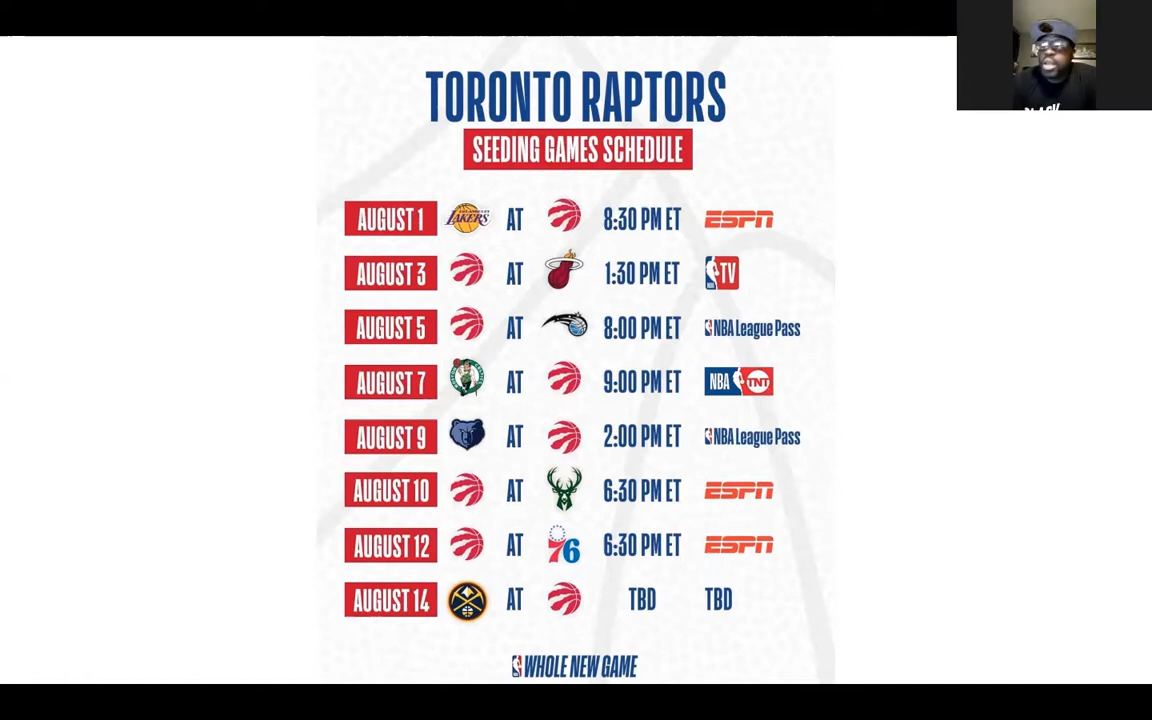 TORONTO RAPTORS
SEEDING GAMES SCHEDULE
AUGUST 1 LOS ANGELES LAKERS AT 8:30 PM ET ESPN
AUGUST 3 AT 1:30 PM ET TV
AUGUST 5 AT 8:00 PM ET NBA League Pass
AUGUST 7 AT 9:00 PM ET NBA TNT
AUGUST 9 AT 2:00 PM ET NBA League Pass
AUGUST 10 AT 6:30 PM ET ESPN
AUGUST 12 AT 76 6:30 PM ET ESPN
AUGUST 14 AT TBD TBD
WHOLE NEW GAME